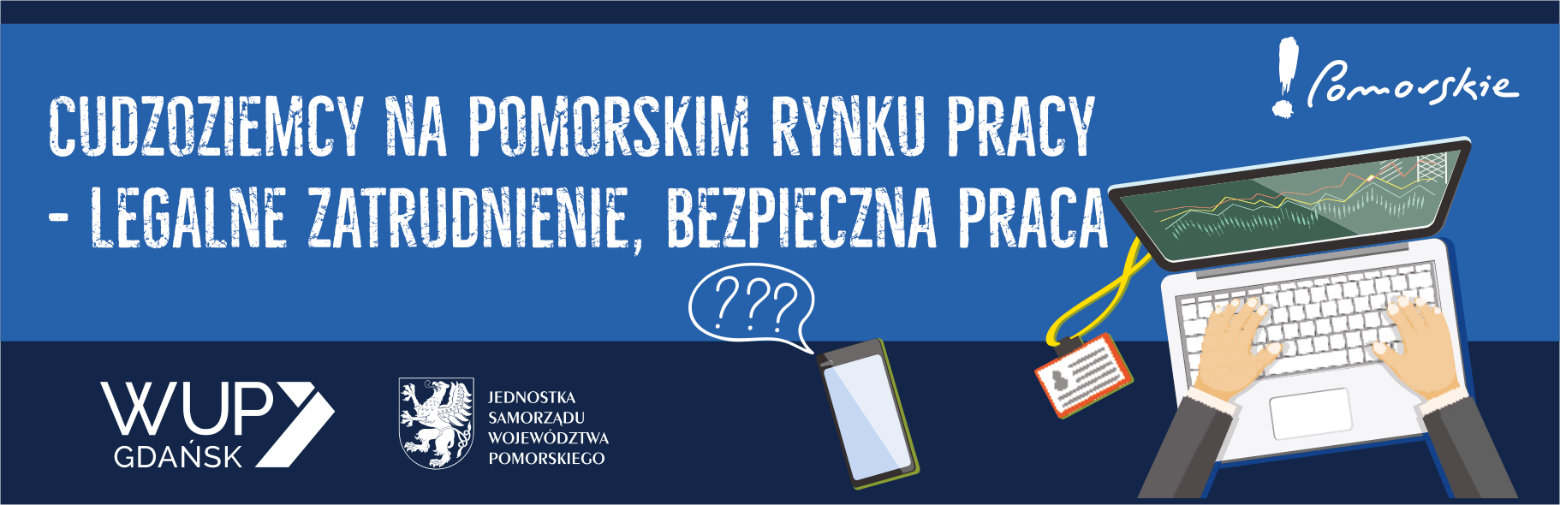 CUDZOZIEMCY NA POMORSKIM RYNKU PRACY
- LEGALNE ZATRUDNIENIE, BEZPIECZNA PRACA
! Pomorskie
???
WUP
GDAŃSK
JEDNOSTKA
SAMORZĄDU
WOJEWÓDZTWA
POMORSKIEGO